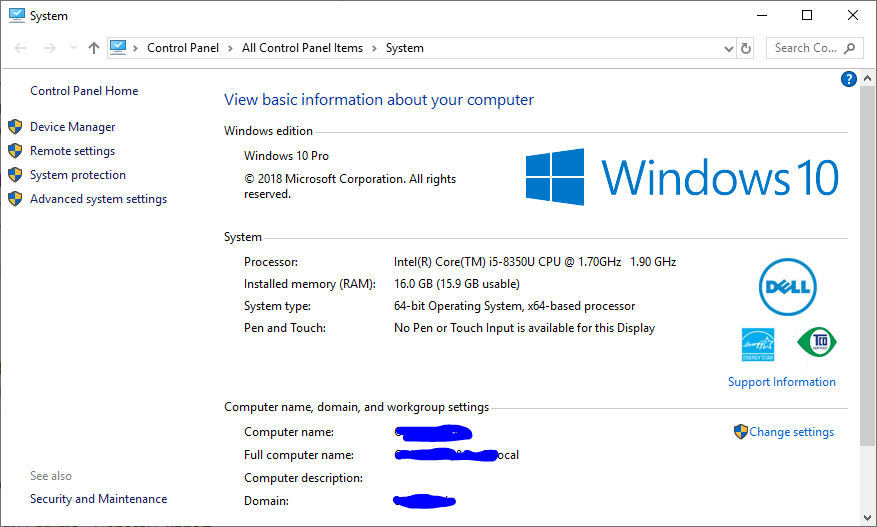 System
Control Panel > All Control Panel Items > System
Search Co...
Control Panel Home
Device Manager
Remote settings
System protection
Advanced system settings
See also
Security and Maintenance
View basic information about your computer
Windows edition
Windows 10 Pro
© 2018 Microsoft Corporation. All rights
reserved.
Windows 10
System
Processor: Intel(R) Core(TM) i5-8350U CPU @ 1.70GHz 1.90 GHz
Installed memory (RAM): 16.0 GB (15.9 GB usable)
System type: 64-bit Operating System, x64-based processor
Pen and Touch: No Pen or Touch Input is available for this Display
DELL
energy
ENERGY STAR
TCO
CERTIFIED
Support Information
Computer name, domain, and workgroup settings
Computer name:
Change settings
Full computer name: ocal
Computer description:
Domain: